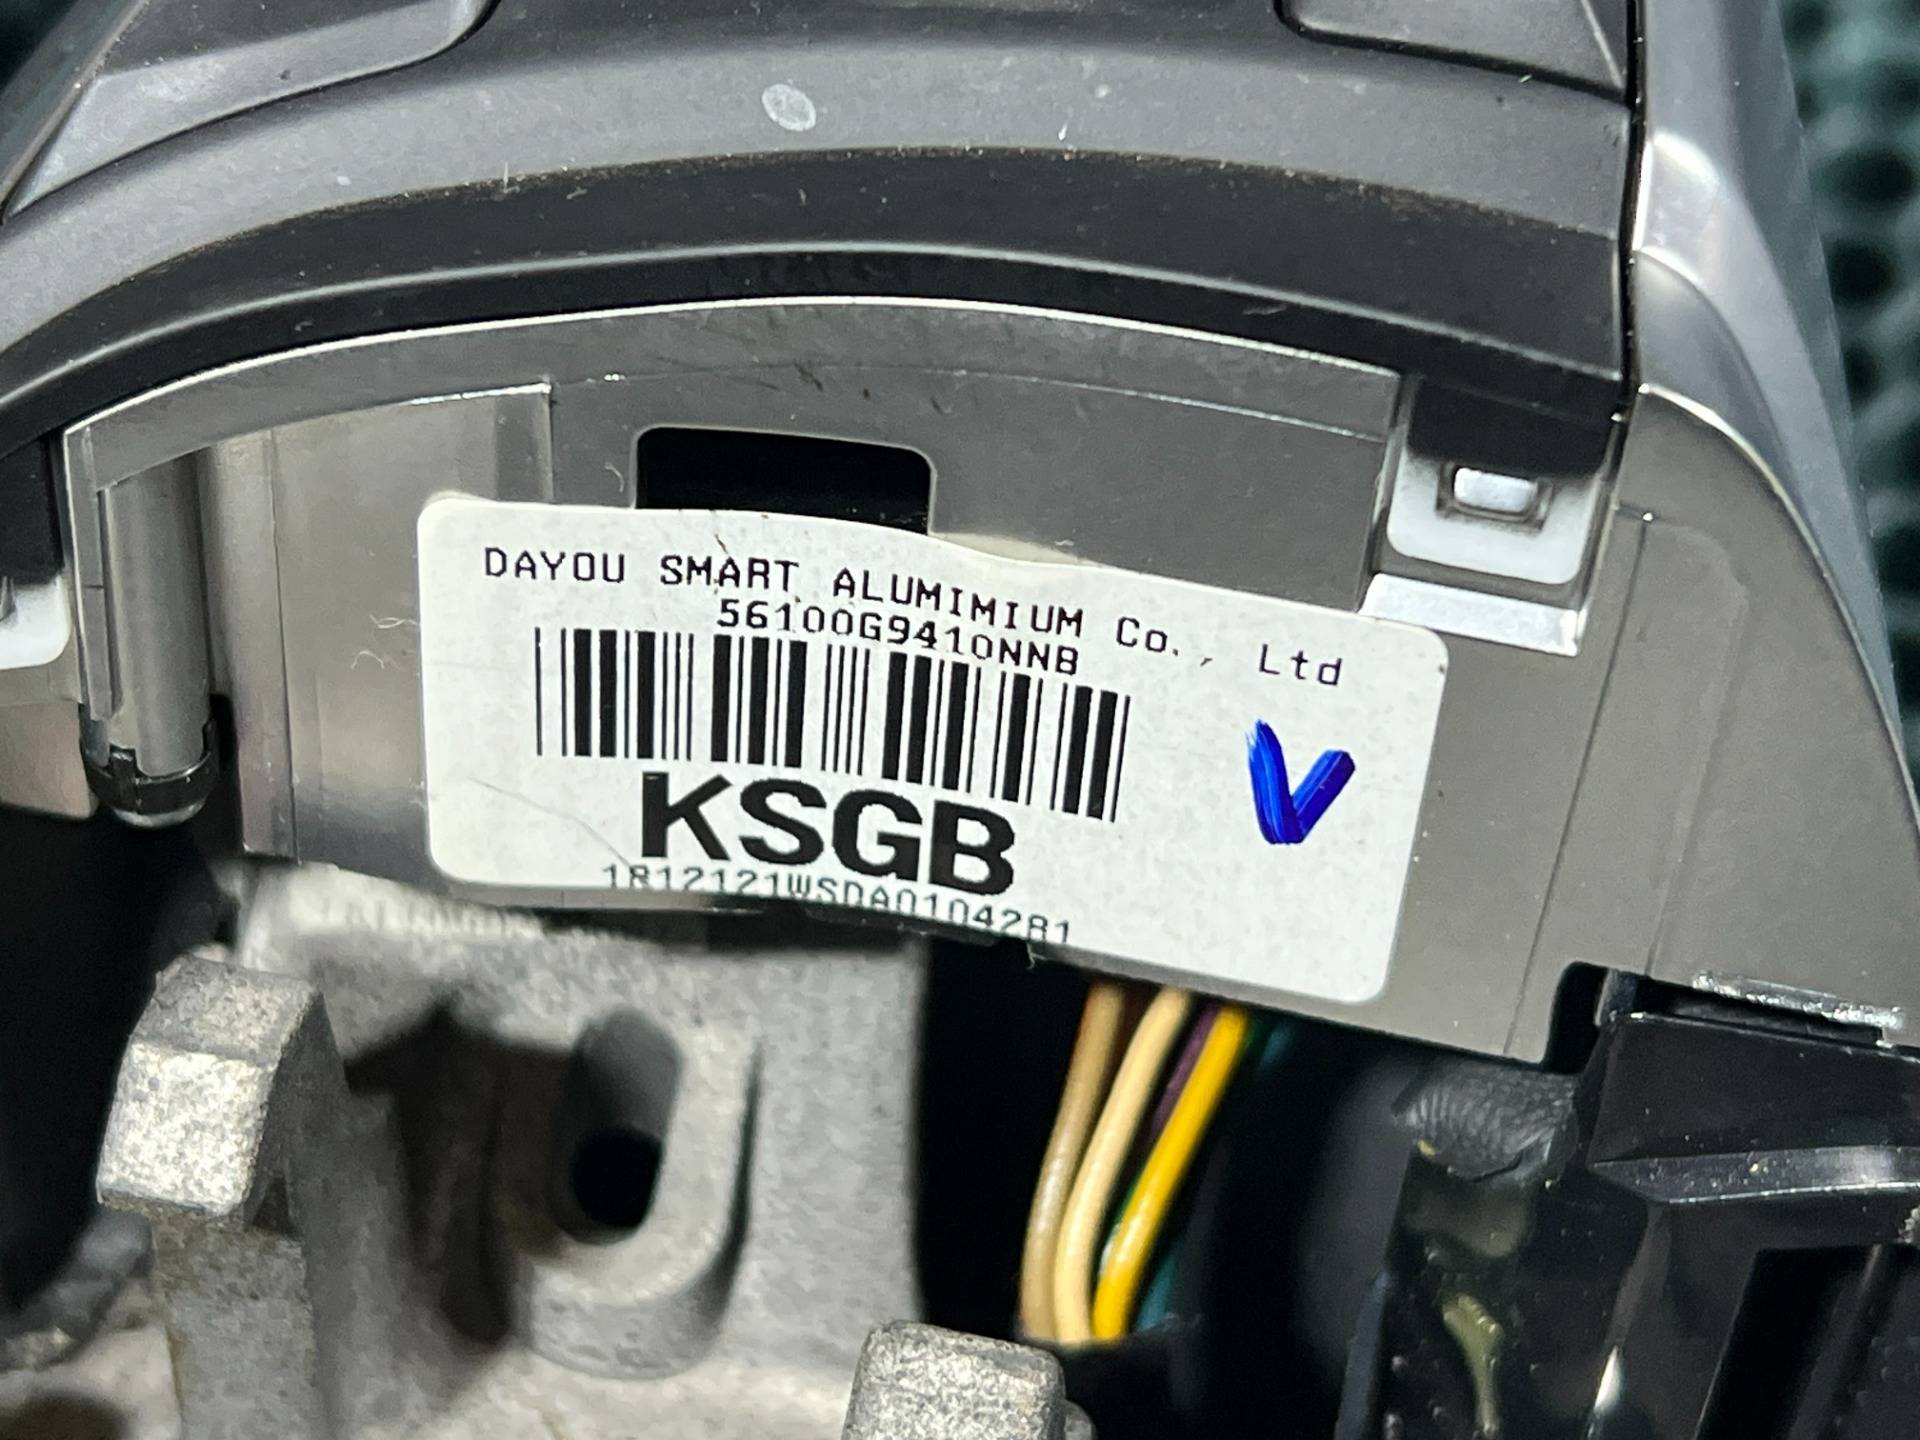 DAYOU SMART ALUMIMIUM Co., Ltd
56100G9410NNB
KSGB
1812121WSDA0104281
V